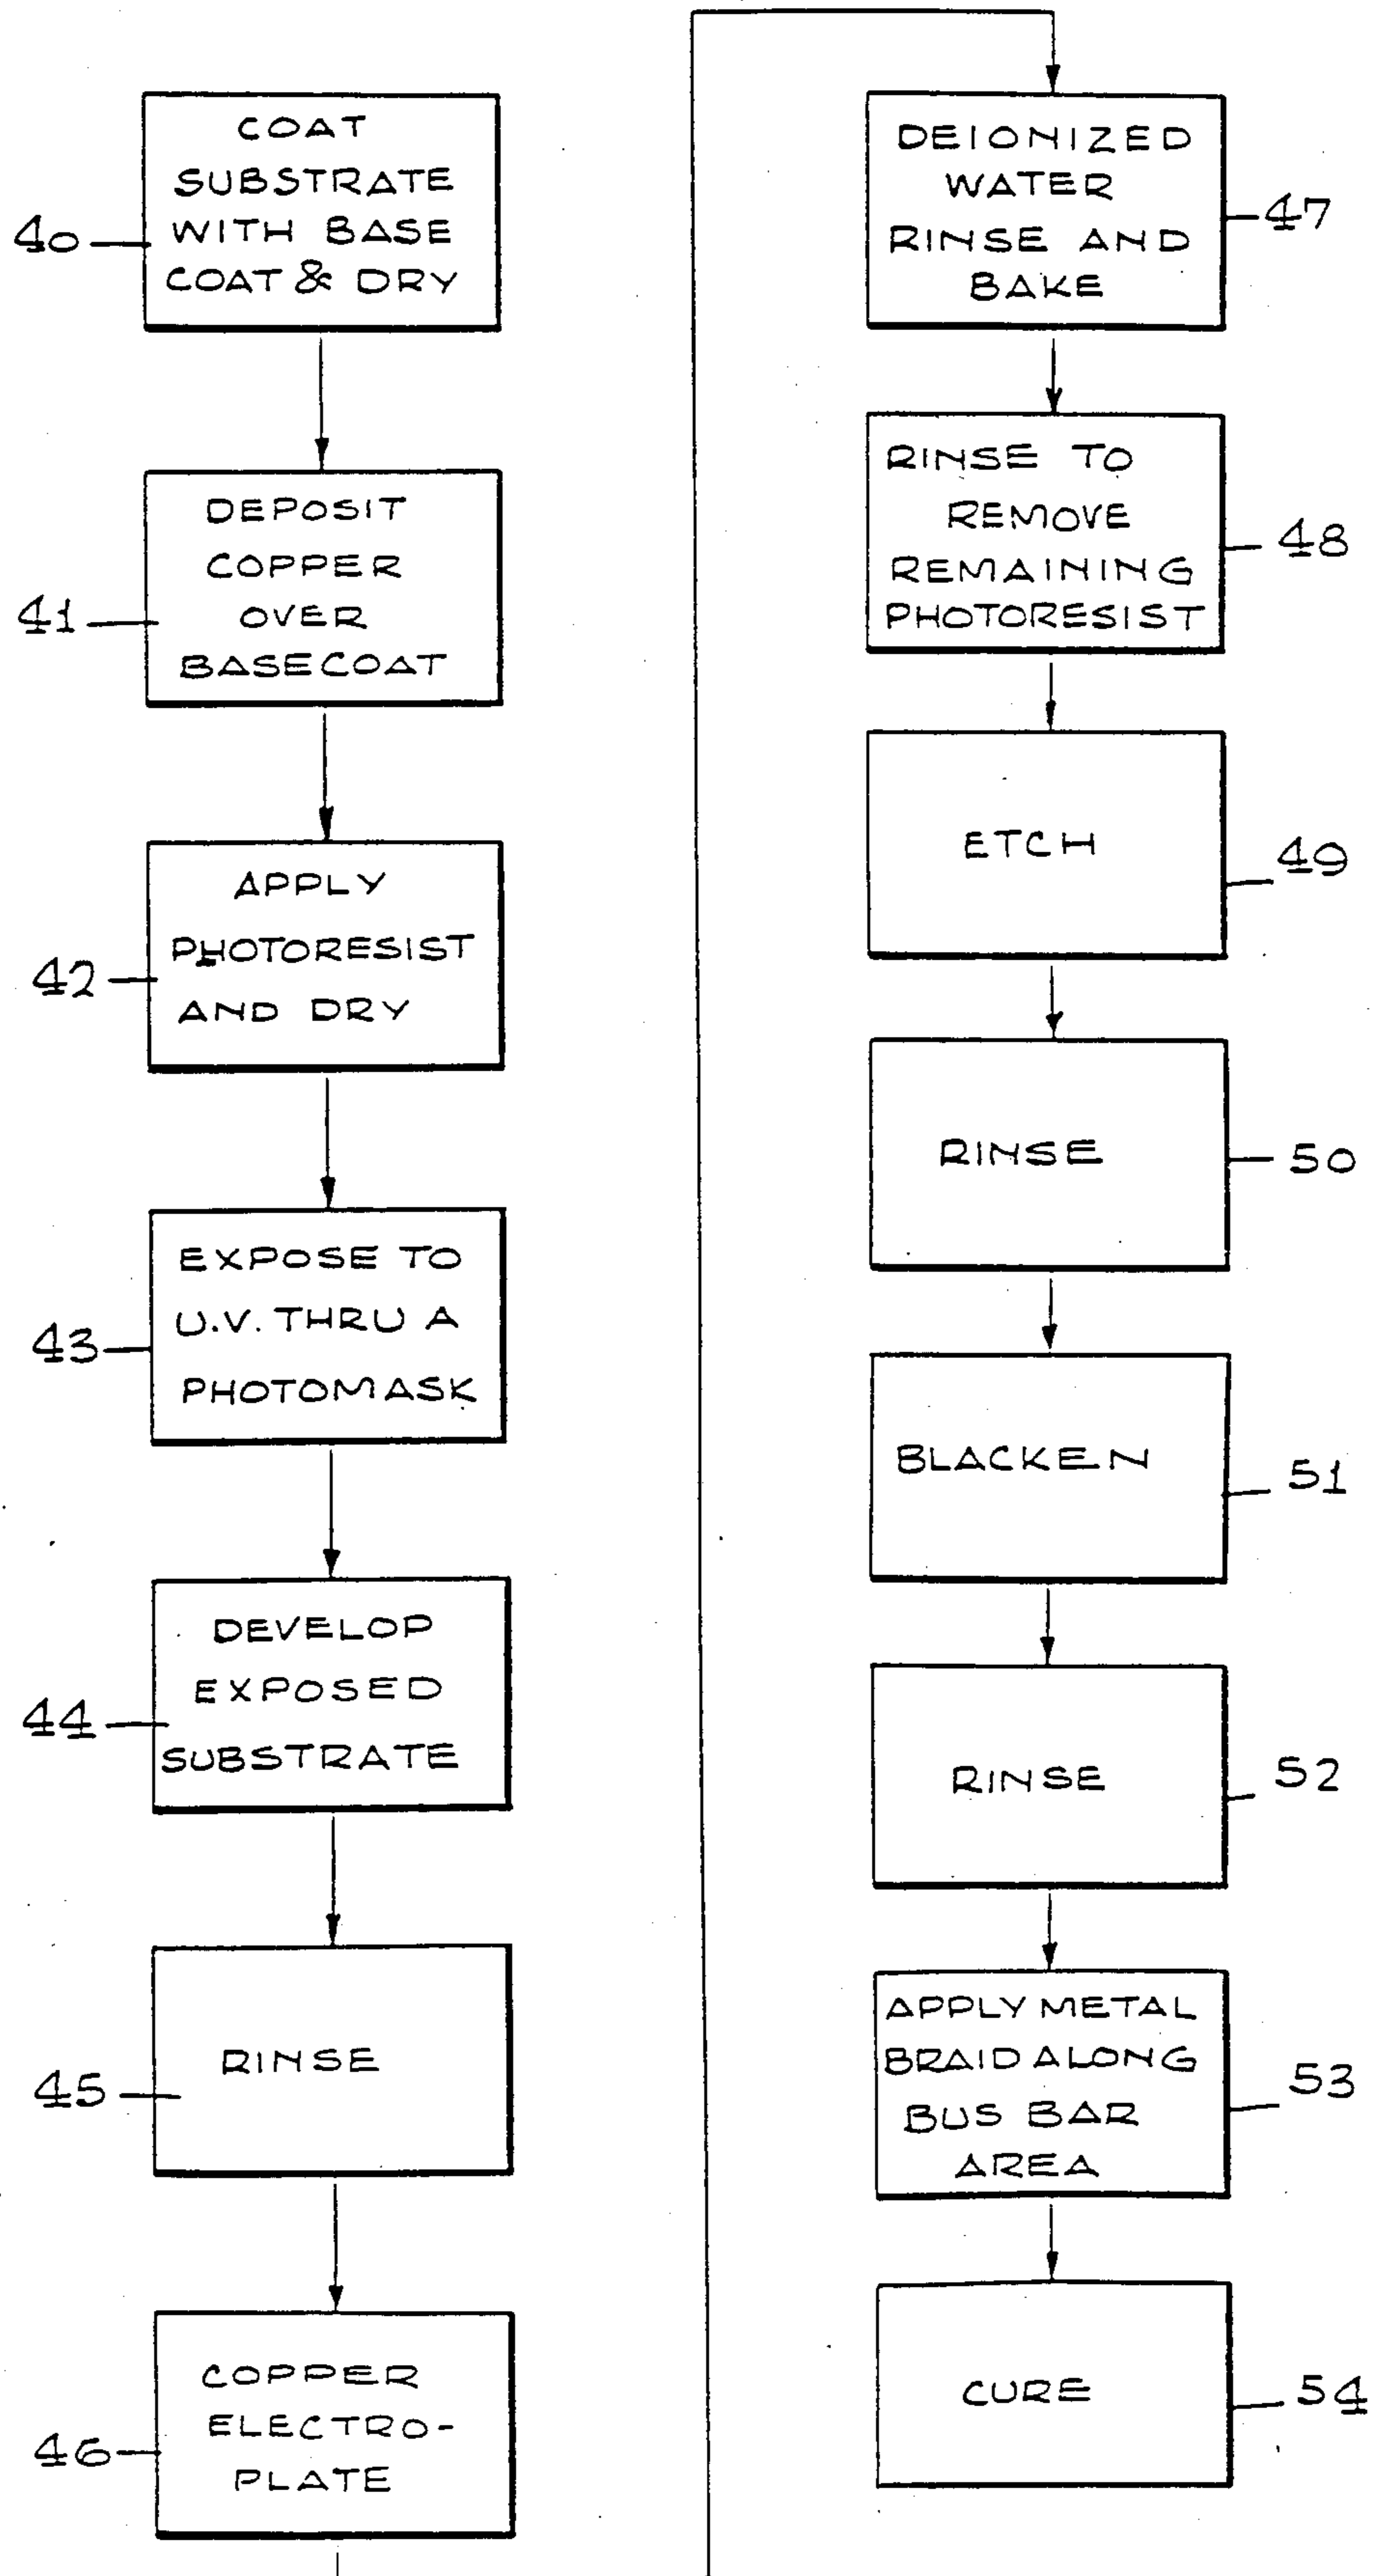 COAT
SUBSTRATE
WITH BASE
COAT & DRY
40
DEPOSIT
COPPER
OVER
BASECOAT
41
APPLY
PHOTORESIST
AND DRY
42
EXPOSE TO
U.V. THRU A
PHOTOMASK
43
DEVELOP
EXPOSED
SUBSTRATE
44
RINSE
45
COPPER
ELECTRO-
PLATE
46
DEIONIZED
WATER
RINSE AND
BAKE
47
RINSE TO
REMOVE
REMAINING
PHOTORESIST
48
ETCH
49
RINSE
50
BLACKEN
51
RINSE
52
APPLY METAL
BRAID ALONG
BUS BAR
AREA
53
CURE
54